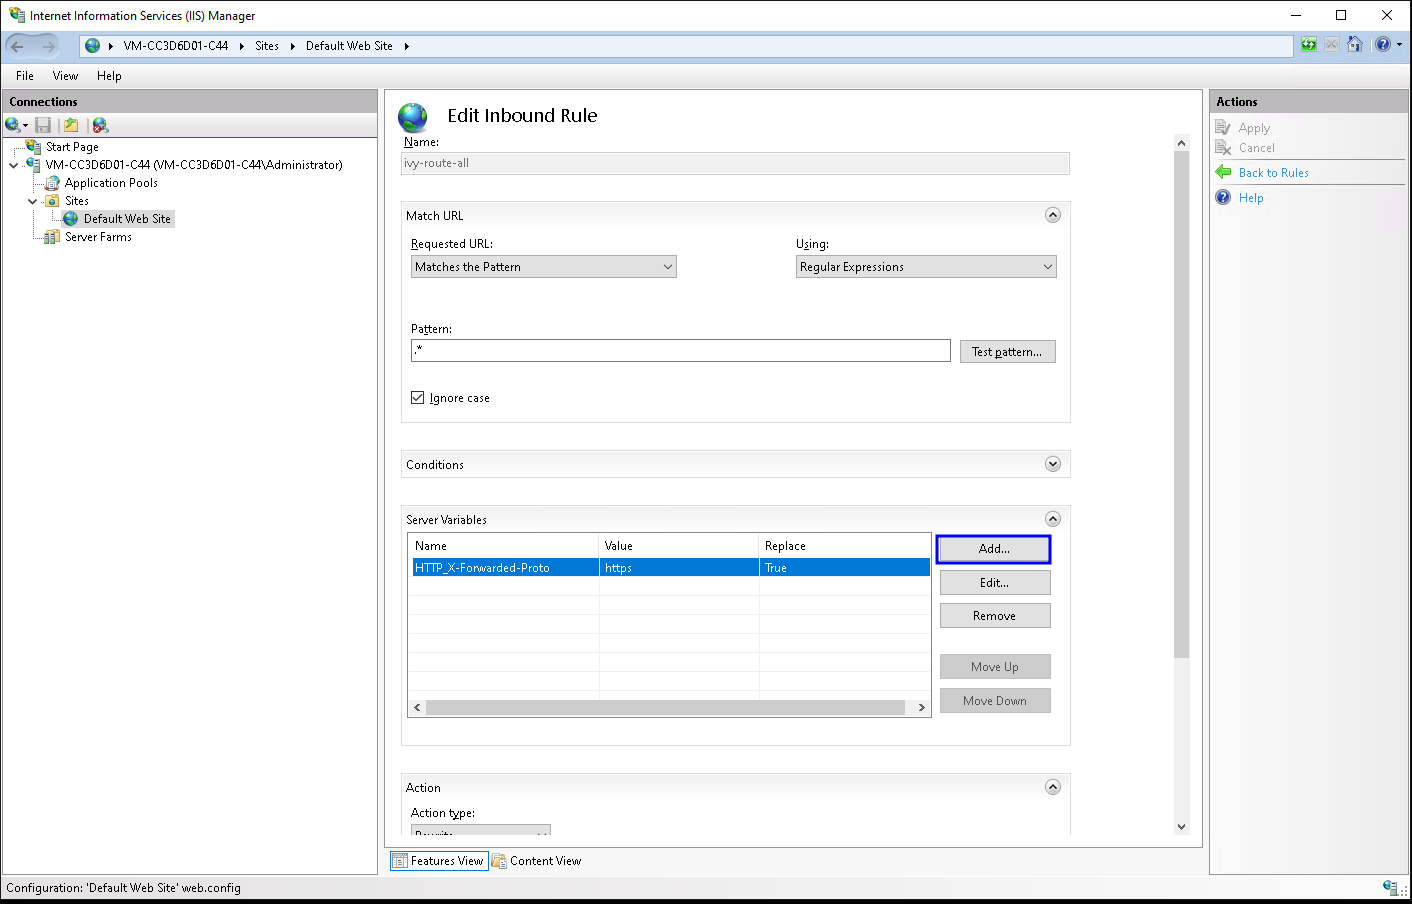 Internet Information Services (IIS) Manager
VM-CC3D6D01-C44 Sites Default Web Site
File View Help
Connections
Start Page
VM-CC3D6D01-C44 (VM-CC3D6D01-C44\Administrator)
Application Pools
Sites
Default Web Site
Server Farms
Edit Inbound Rule
Name:
ivy-route-all
Match URL
Requested URL: Using:
Matches the Pattern Regular Expressions
Pattern:
.* Test pattern...
Ignore case
Conditions
Server Variables
Name Value Replace
HTTP_X-Forwarded-Proto https True
Add...
Edit...
Remove
Move Up
Move Down
Action
Action type:
Rewrite
Features View Content View
Actions
Apply
Cancel
Back to Rules
Help
Configuration: 'Default Web Site' web.config